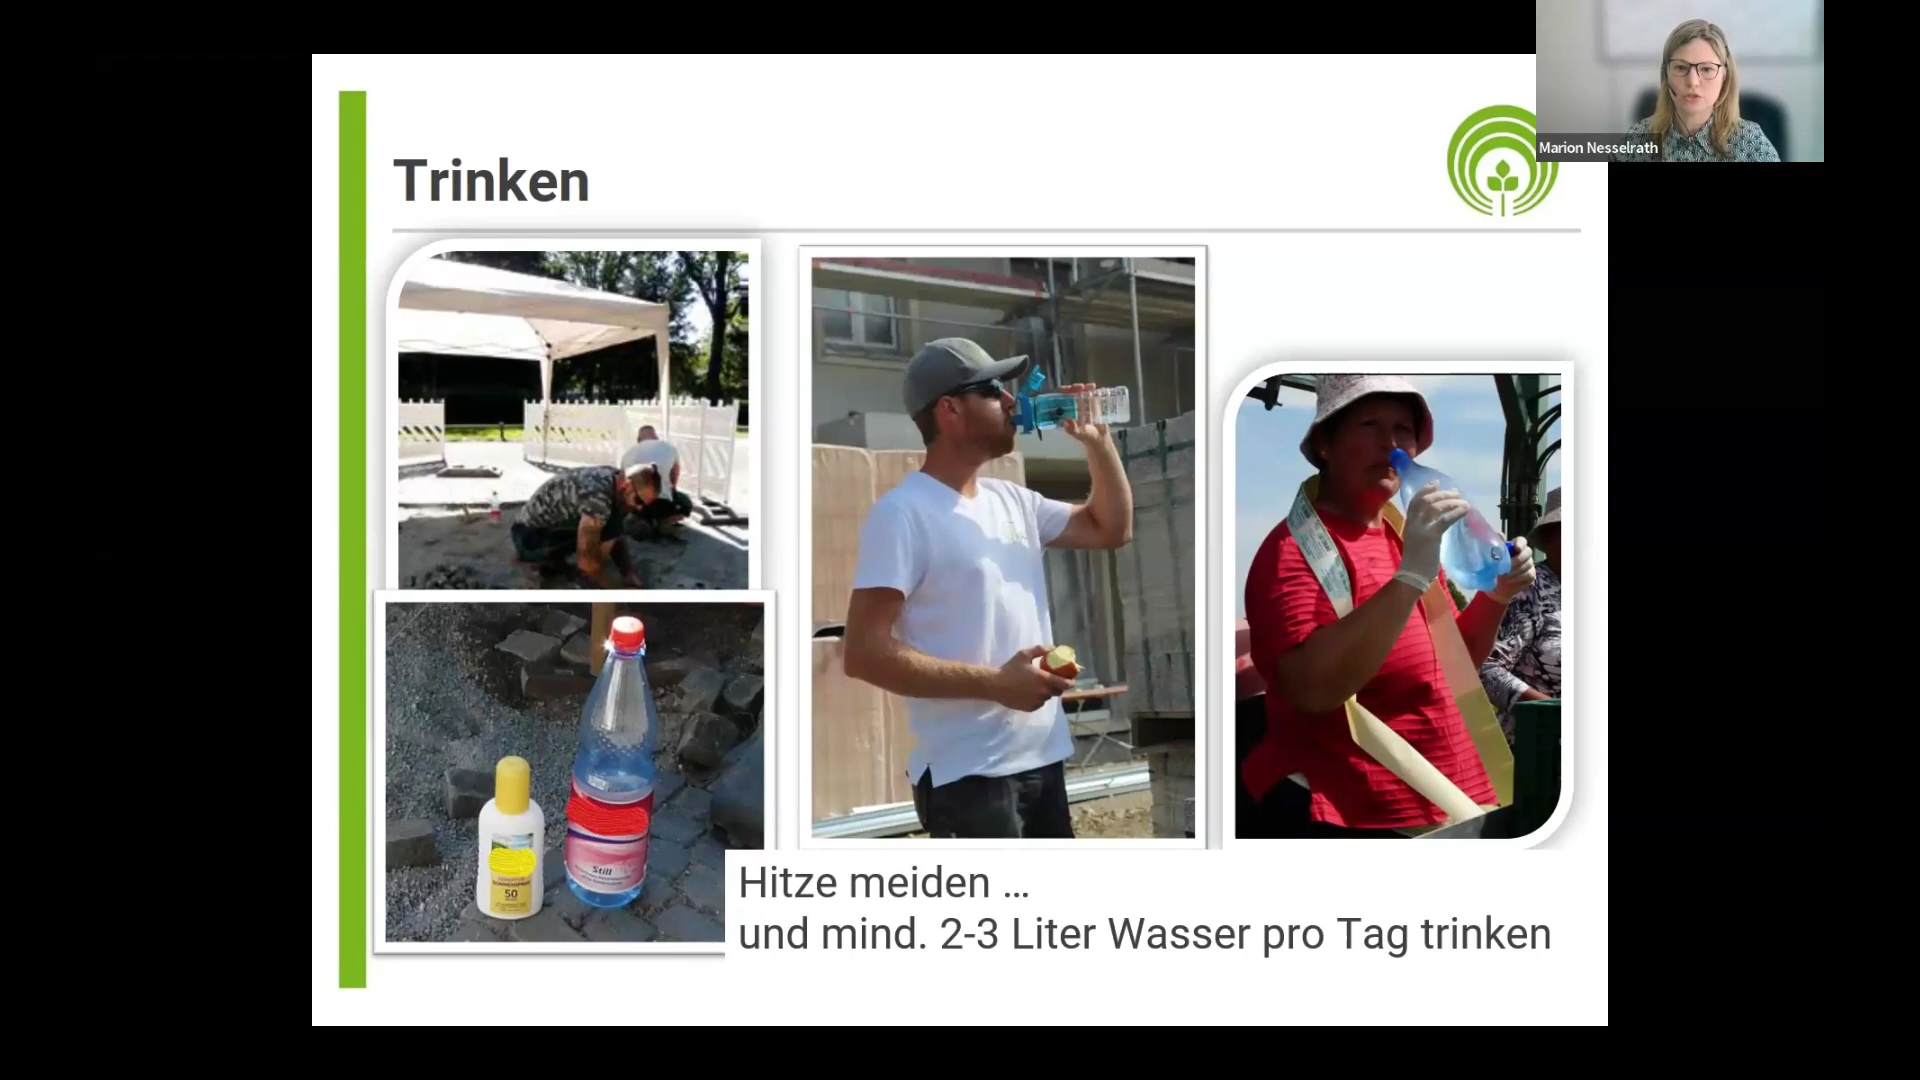 Marion Nesselrath
Trinken
Still
50
Hitze meiden ...
und mind. 2-3 Liter Wasser pro Tag trinken